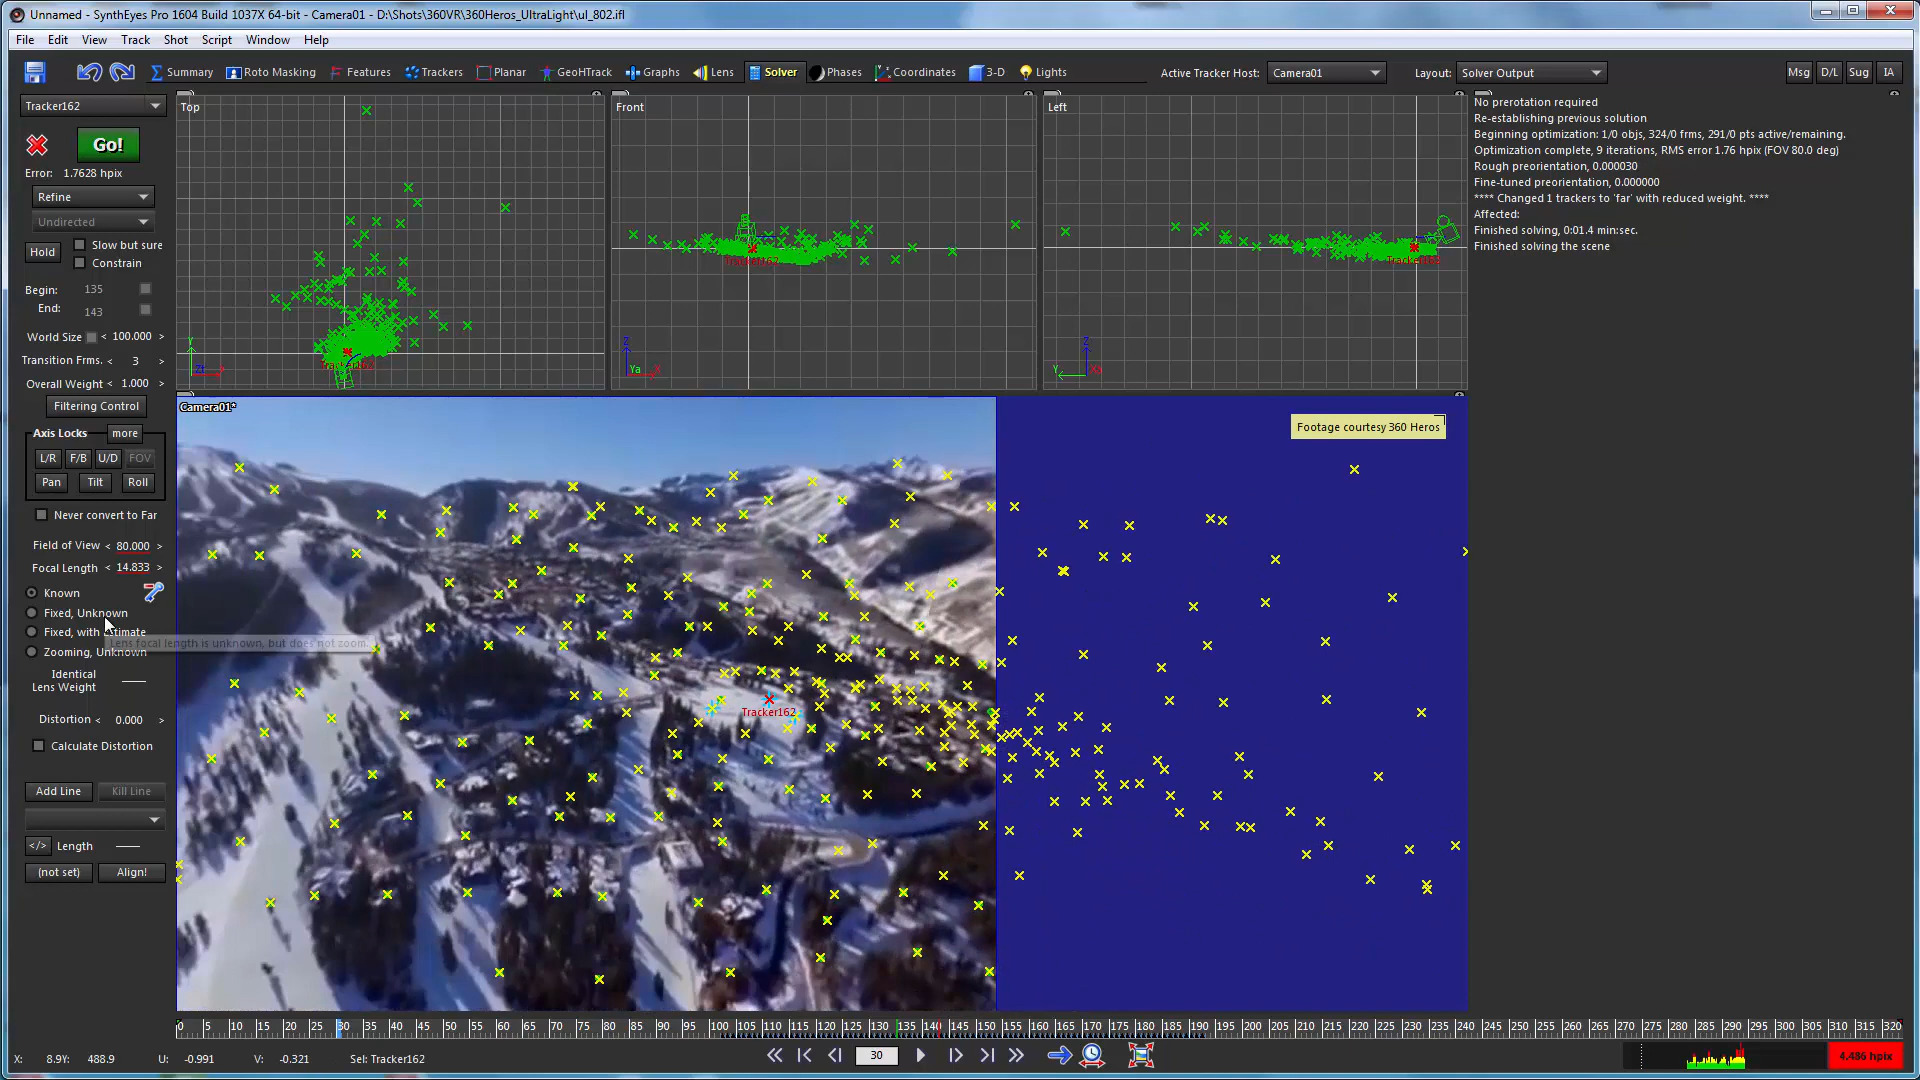 Unnamed - SynthEyes Pro 1604 Build 1037X 64-bit - Camera01 - D:\Shots\360VR\360Heros_UltraLight\ul_802.ifl
File Edit View Track Shot Script Window Help
Summary Roto Masking Features Trackers Planar GeoHTrack Graphs Lens Solver Phases Coordinates 3-D Lights Active Tracker Host: Camera01 Layout: Solver Output Msg D/L Sug IA
Tracker162
Go!
Error: 1.7628 hpix
Refine
Undirected
Hold
Slow but sure
Constrain
Begin: 135
End: 143
World Size < 100.000 >
Transition Frms. < 3 >
Overall Weight < 1.000 >
Filtering Control
Axis Locks more
L/R F/B U/D FOV
Pan Tilt Roll
Never convert to Far
Field of View < 80.000 >
Focal Length < 14.833 >
Known
Fixed, Unknown
Fixed, with
Zooming, Unknown
Lens focal length is unknown, but does not zoom.
Identical
Lens Weight
Distortion < 0.000 >
Calculate Distortion
Add Line Kill Line
</> Length
(not set) Align!
Top
Front
Left
Y
X
Z
Ya
X
Z
Y
Tracker162
No prerotation required
Re-establishing previous solution
Beginning optimization: 1/0 objs, 324/0 frms, 291/0 pts active/remaining.
Optimization complete, 9 iterations, RMS error 1.76 hpix (FOV 80.0 deg)
Rough preorientation, 0.000030
Fine-tuned preorientation, 0.000000
**** Changed 1 trackers to 'far' with reduced weight. ****
Affected:
Finished solving, 0:01.4 min:sec.
Finished solving the scene
Camera01*
Footage courtesy 360 Heros
Tracker162
0 5 10 15 20 25 30 35 40 45 50 55 60 65 70 75 80 85 90 95 100 105 110 115 120 125 130 135 140 145 150 155 160 165 170 175 180 185 190 195 200 205 210 215 220 225 230 235 240 245 250 255 260 265 270 275 280 285 290 295 300 305 310 315 320
X: 8.9 Y: 488.9 U: -0.991 V: -0.321 Sel: Tracker162
30
4.486 hpix